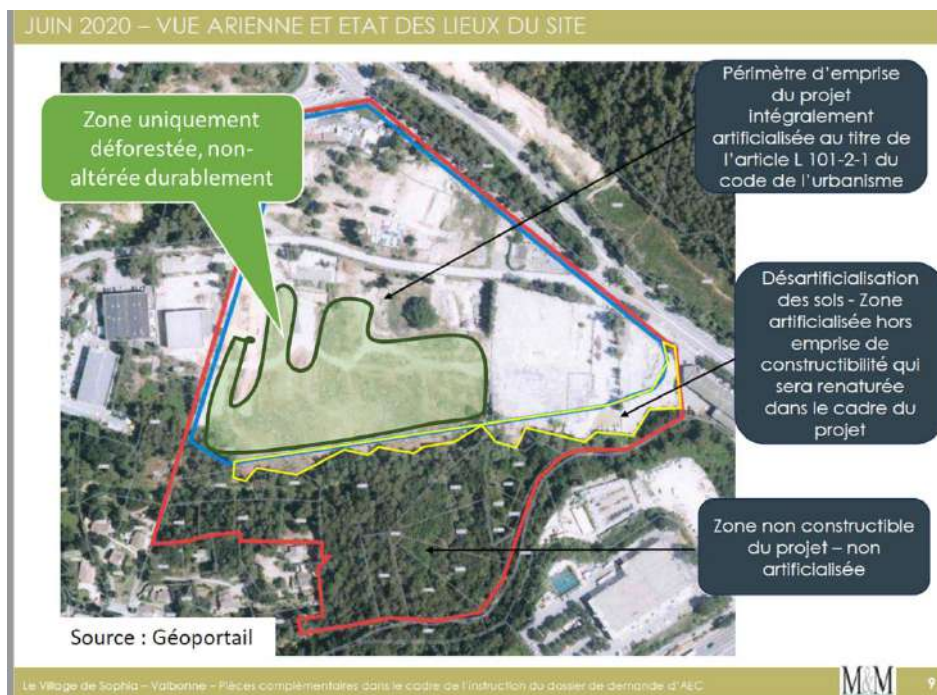 JUIN 2020 – VUE ARIENNE ET ETAT DES LIEUX DU SITE
Zone uniquement
déforestée, non-
altérée durablement
Périmètre d'emprise
du projet
intégralement
artificialisée au titre de
l'article L 101-2-1 du
code de l'urbanisme
Désartificialisation
des sols - Zone
artificialisée hors
emprise de
constructibilité qui
sera renaturée
dans le cadre du
projet
Zone non constructible
du projet – non
artificialisée
Source : Géoportail
Le Village de Sophia – Valbonne – Pièces complémentaires dans le cadre de l'instruction du dossier de demande d'AEC
M&M
9